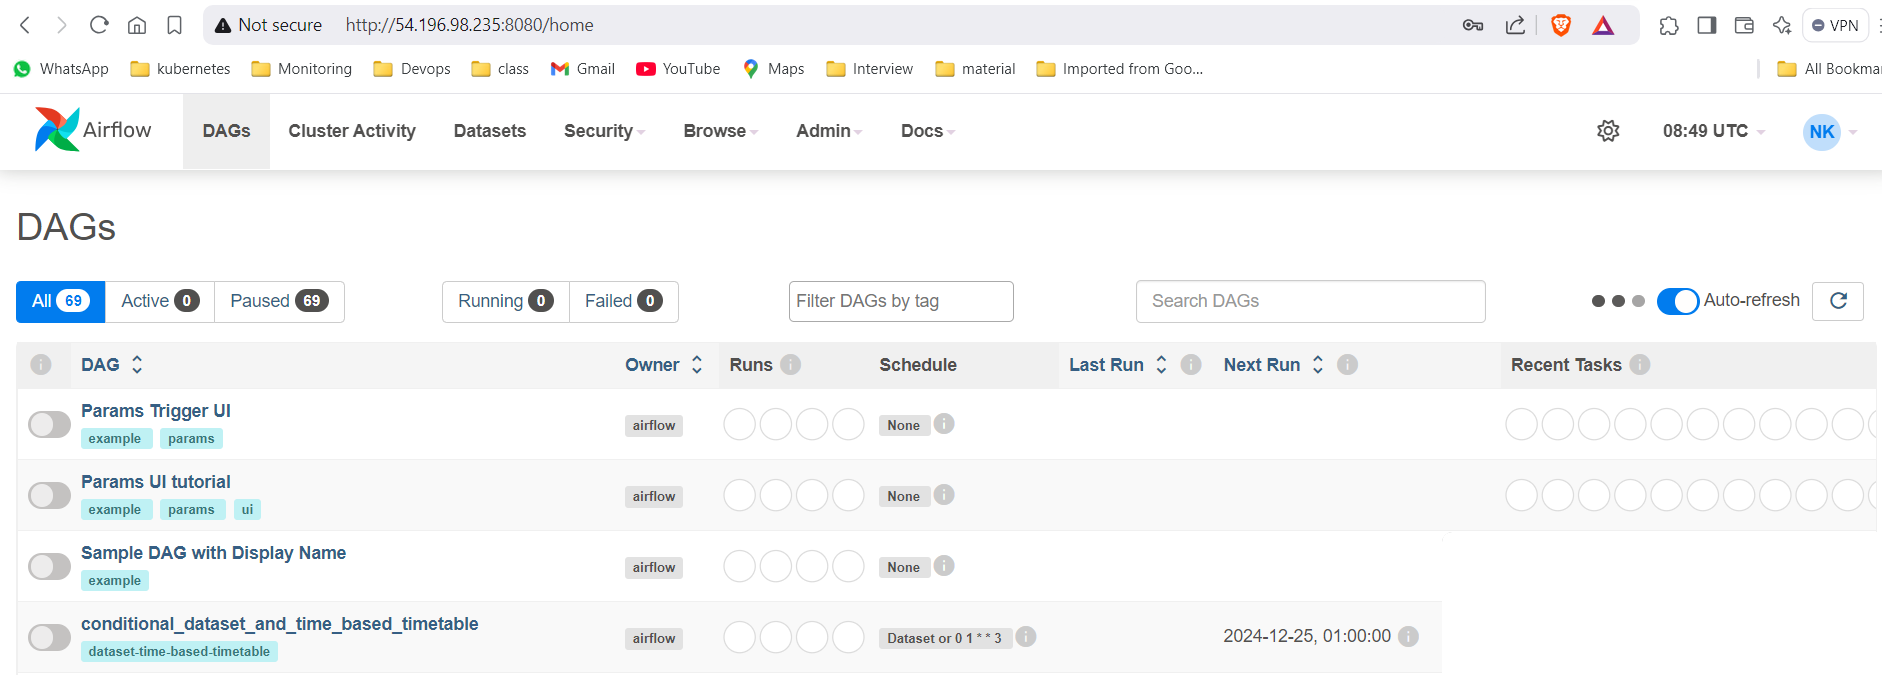 Not secure http://54.196.98.235:8080/home VPN
WhatsApp kubernetes Monitoring Devops class Gmail YouTube Maps Interview material Imported from Goo... All Bookma
Airflow DAGs Cluster Activity Datasets Security Browse Admin Docs 08:49 UTC NK
DAGs
All 69 Active 0 Paused 69 Running 0 Failed 0 Filter DAGs by tag Search DAGs Auto-refresh
DAG Owner Runs Schedule Last Run Next Run Recent Tasks
Params Trigger UI
example params airflow None
Params UI tutorial
example params ui airflow None
Sample DAG with Display Name
example airflow None
conditional_dataset_and_time_based_timetable
dataset-time-based-timetable airflow Dataset or 0 1 * * 3 2024-12-25, 01:00:00